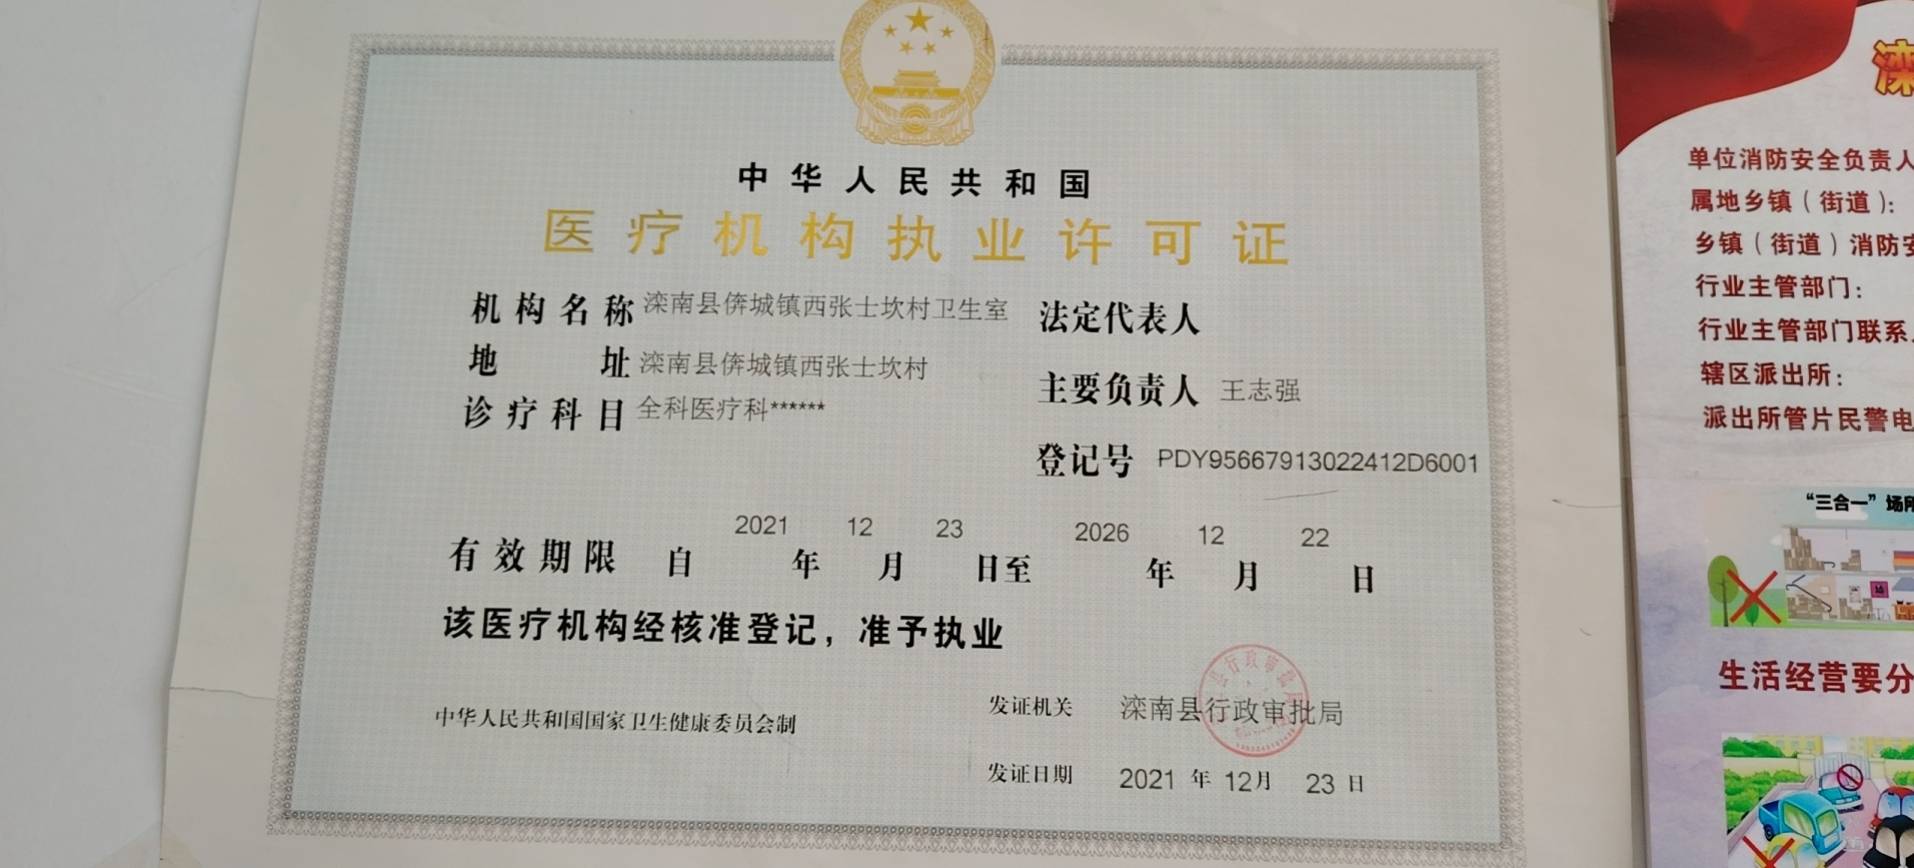 中华人民共和国
医疗机构执业许可证
机构名称 滦南县倴城镇西张士坎村卫生室
地址 滦南县倴城镇西张士坎村
诊疗科目 全科医疗科******
法定代表人
主要负责人 王志强
登记号 PDY95667913022412D6001
有效期限 自 2021 年 12 月 23 日至 2026 年 12 月 22 日
该医疗机构经核准登记，准予执业
中华人民共和国国家卫生健康委员会制
发证机关 滦南县行政审批局
发证日期 2021 年 12 月 23 日
滦
单位消防安全负责人
属地乡镇（街道）：
乡镇（街道）消防安
行业主管部门：
行业主管部门联系
辖区派出所：
派出所管片民警电
“三合一”场所
生活经营要分